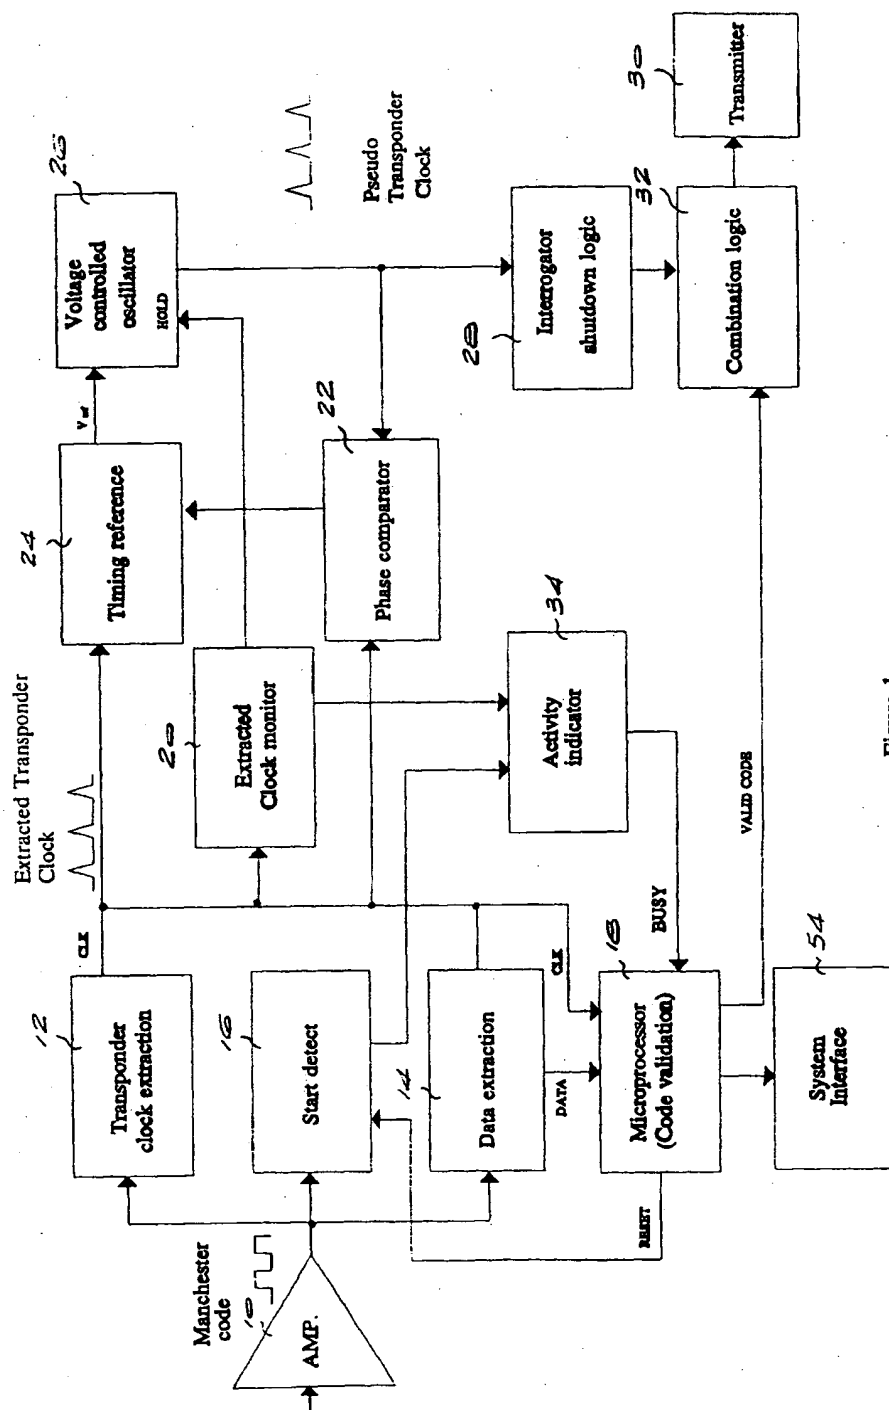 Extracted Transponder
Clock
Manchester
code
10
AMP.
12
Transponder
clock extraction
CLK
24
Timing reference
V ref
26
Voltage
controlled
oscillator
HOLD
Pseudo
Transponder
Clock
16
Start detect
20
Extracted
Clock monitor
22
Phase comparator
14
Data extraction
DATA
CLK
34
Activity
indicator
BUSY
28
Interrogator
shutdown logic
RESET
18
Microprocessor
(Code validation)
VALID CODE
32
Combination logic
30
Transmitter
54
System
Interface
Figure 1